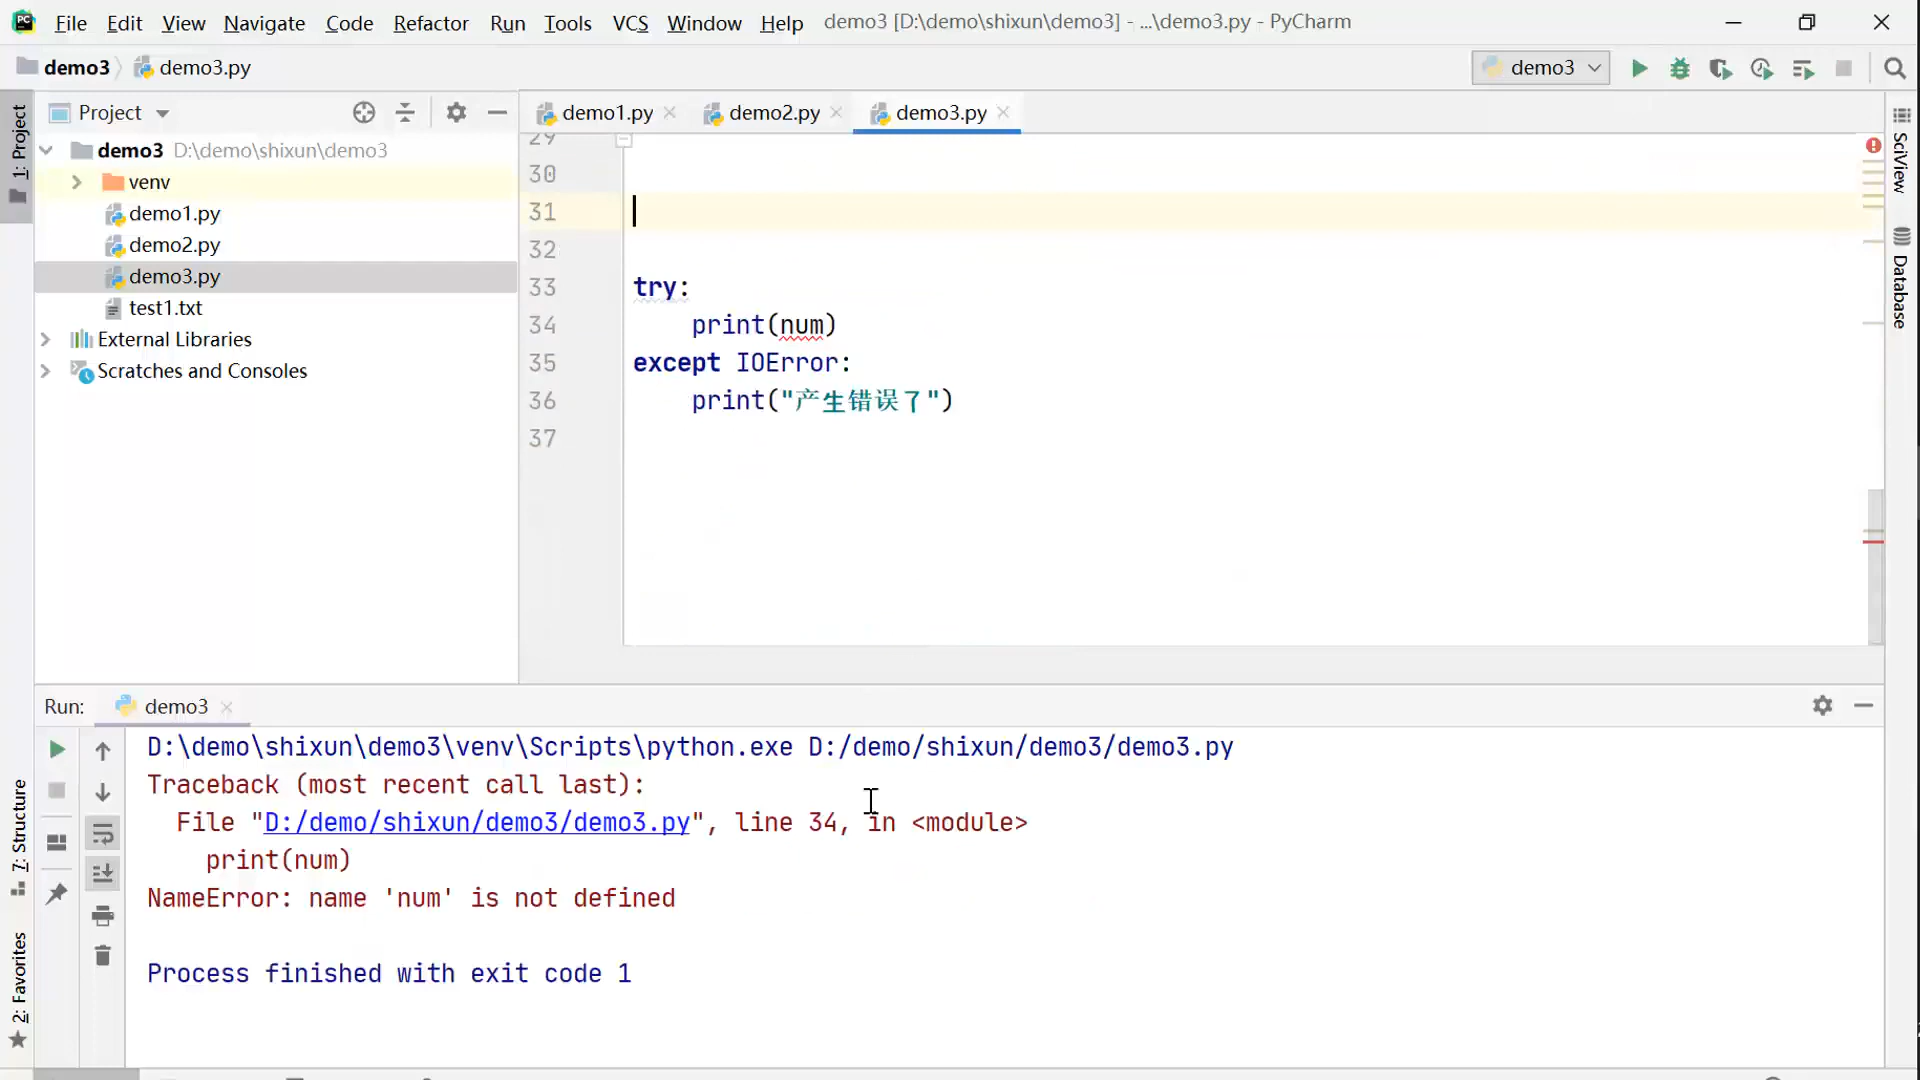 File Edit View Navigate Code Refactor Run Tools VCS Window Help demo3 [D:\demo\shixun\demo3] - ...\demo3.py - PyCharm
demo3 demo3.py demo3
1: Project
Project
demo1.py demo2.py demo3.py
demo3 D:\demo\shixun\demo3
venv
demo1.py
demo2.py
demo3.py
test1.txt
External Libraries
Scratches and Consoles
29
30
31
32
33 try:
34 print(num)
35 except IOError:
36 print("产生错误了")
37
SciView
Database
Run: demo3
D:\demo\shixun\demo3\venv\Scripts\python.exe D:/demo/shixun/demo3/demo3.py
Traceback (most recent call last):
File "D:/demo/shixun/demo3/demo3.py", line 34, in <module>
print(num)
NameError: name 'num' is not defined
Process finished with exit code 1
7: Structure
2: Favorites